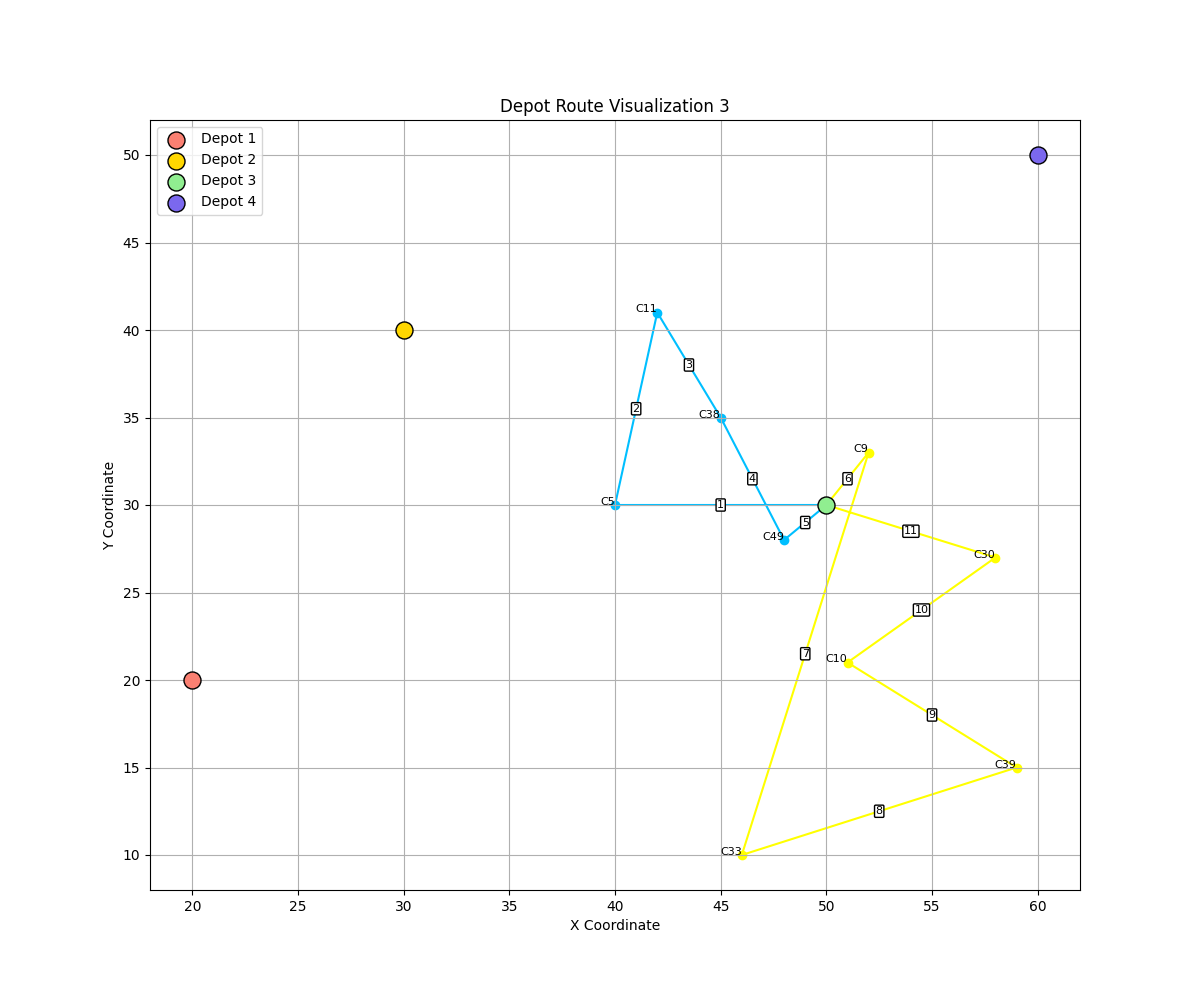 Depot Route Visualization 3
Depot 1
Depot 2
Depot 3
Depot 4
Y Coordinate
50
45
40
35
30
25
20
15
10
C11
3
2
C38
C9
4
6
C5
1
5
C49
11
C30
10
7
C10
9
C39
8
C33
20
25
30
35
40
45
50
55
60
X Coordinate